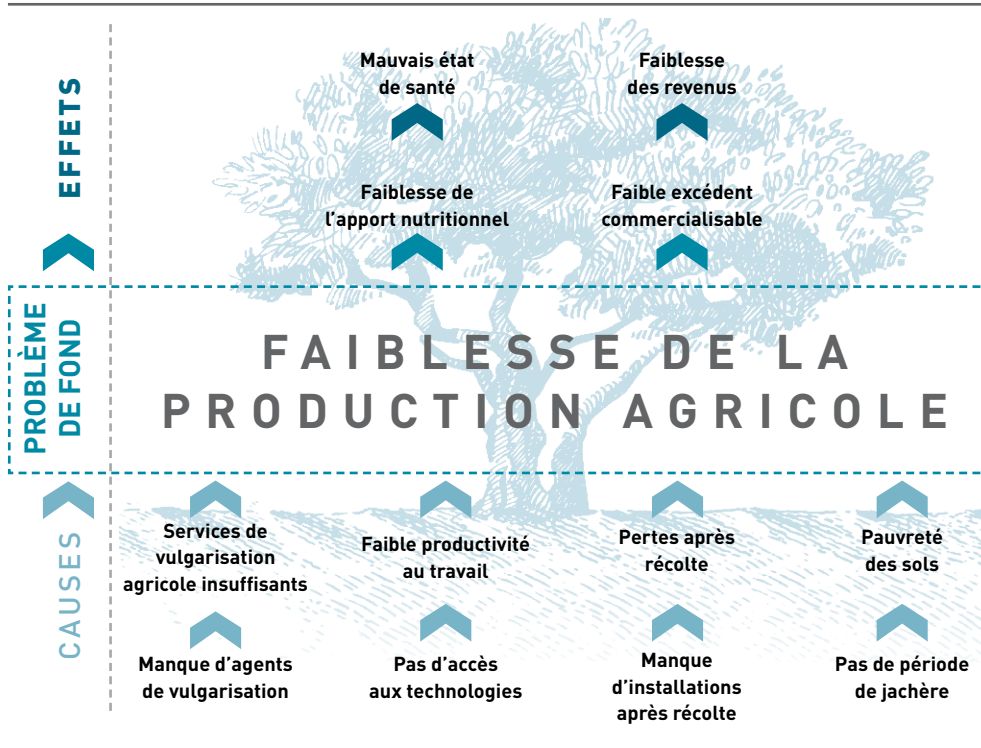 EFFETS
Mauvais état
de santé
Faiblesse
des revenus
Faiblesse de
l’apport nutritionnel
Faible excédent
commercialisable
PROBLÈME
DE FOND
FAIBLESSE DE LA
PRODUCTION AGRICOLE
CAUSES
Services de
vulgarisation
agricole insuffisants
Faible productivité
au travail
Pertes après
récolte
Pauvreté
des sols
Manque d’agents
de vulgarisation
Pas d’accès
aux technologies
Manque
d’installations
après récolte
Pas de période
de jachère